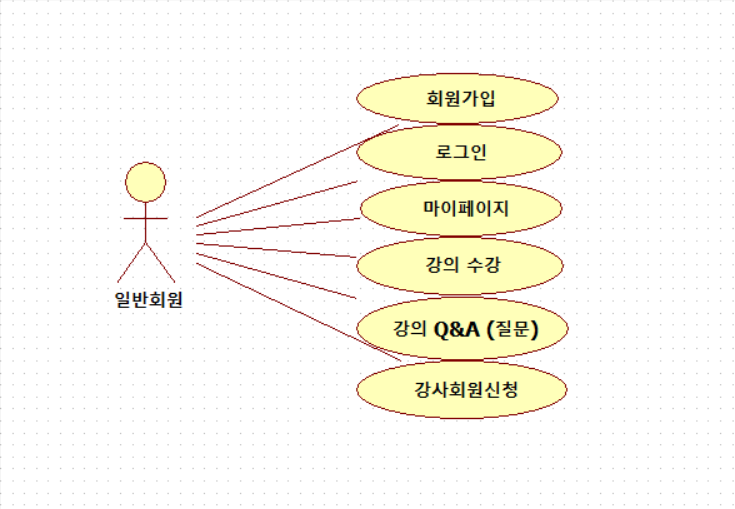 회원가입
로그인
마이페이지
강의 수강
강의 Q&A (질문)
강사회원신청
일반회원